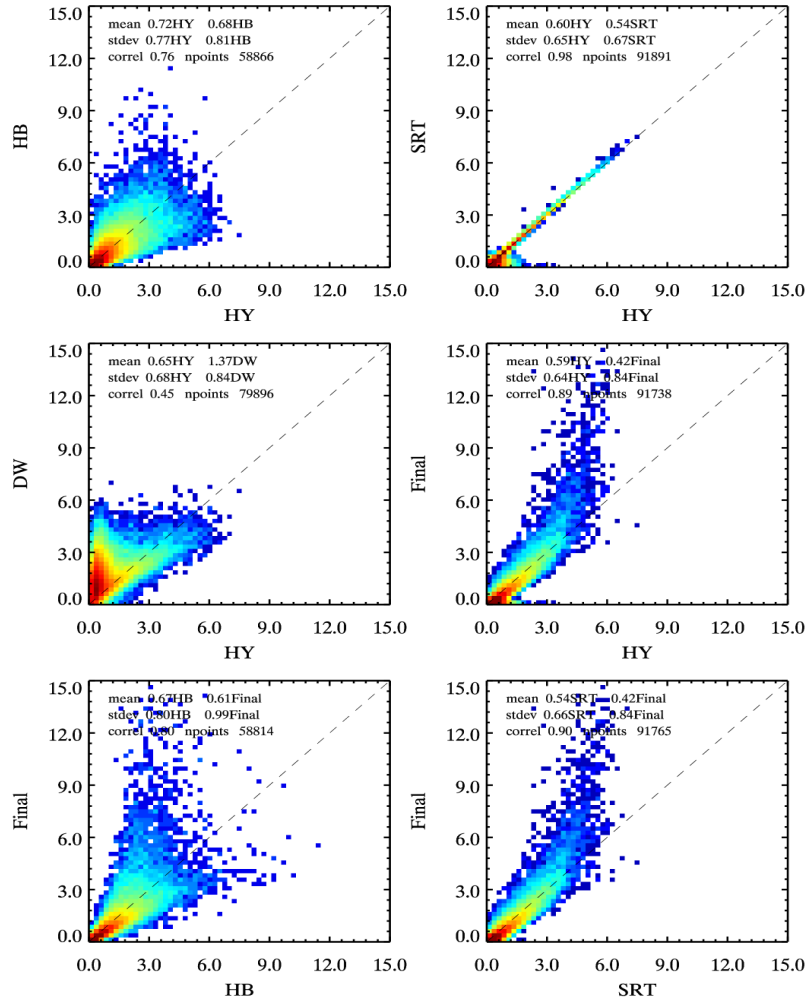 mean 0.72HY 0.68HB
stdev 0.77HY 0.81HB
correl 0.76 npoints 58866
15.0
12.0
9.0
6.0
3.0
0.0
HB
0.0 3.0 6.0 9.0 12.0 15.0
HY
mean 0.60HY 0.54SRT
stdev 0.65HY 0.67SRT
correl 0.98 npoints 91891
15.0
12.0
9.0
6.0
3.0
0.0
SRT
0.0 3.0 6.0 9.0 12.0 15.0
HY
mean 0.65HY 1.37DW
stdev 0.68HY 0.84DW
correl 0.45 npoints 79896
15.0
12.0
9.0
6.0
3.0
0.0
DW
0.0 3.0 6.0 9.0 12.0 15.0
HY
mean 0.59HY 0.42Final
stdev 0.64HY 0.84Final
correl 0.89 npoints 91738
15.0
12.0
9.0
6.0
3.0
0.0
Final
0.0 3.0 6.0 9.0 12.0 15.0
HY
mean 0.67HB 0.61Final
stdev 0.80HB 0.99Final
correl 0.80 npoints 58814
15.0
12.0
9.0
6.0
3.0
0.0
Final
0.0 3.0 6.0 9.0 12.0 15.0
HB
mean 0.54SRT 0.42Final
stdev 0.66SRT 0.84Final
correl 0.90 npoints 91765
15.0
12.0
9.0
6.0
3.0
0.0
Final
0.0 3.0 6.0 9.0 12.0 15.0
SRT